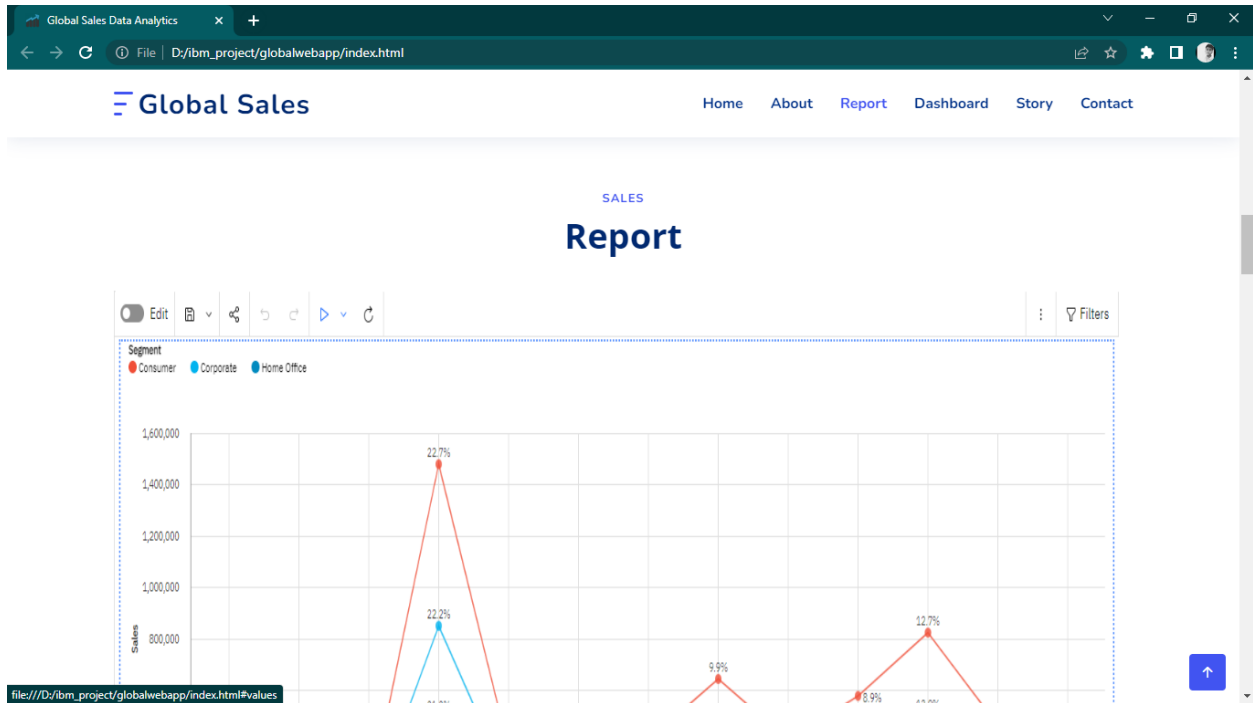 Global Sales Data Analytics
File D:/ibm_project/globalwebapp/index.html
Global Sales
Home About Report Dashboard Story Contact
SALES
Report
Edit Filters
Segment
Consumer Corporate Home Office
1,600,000
22.7%
1,400,000
1,200,000
1,000,000
22.2%
12.7%
Sales
800,000
9.9%
8.9%
file:///D:/ibm_project/globalwebapp/index.html#values